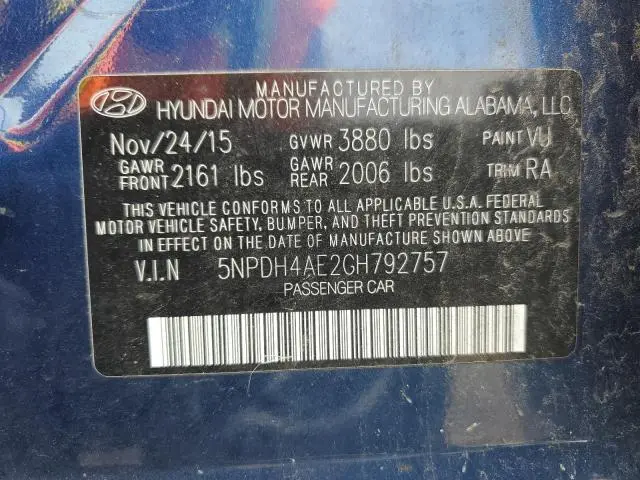 MANUFACTURED BY
HYUNDAI MOTOR MANUFACTURING ALABAMA, LLC
Nov/24/15 GVWR 3880 lbs PAINT VU
GAWR FRONT 2161 lbs GAWR REAR 2006 lbs TRIM RA
THIS VEHICLE CONFORMS TO ALL APPLICABLE U.S.A. FEDERAL
MOTOR VEHICLE SAFETY, BUMPER, AND THEFT PREVENTION STANDARDS
IN EFFECT ON THE DATE OF MANUFACTURE SHOWN ABOVE.
V.I.N 5NPDH4AE2GH792757
PASSENGER CAR